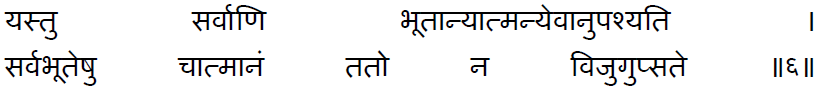 यस्तु सर्वाणि भूतान्यात्मन्येवानुपश्यति ।
सर्वभूतेषु चात्मानं ततो न विजुगुप्सते ॥६॥